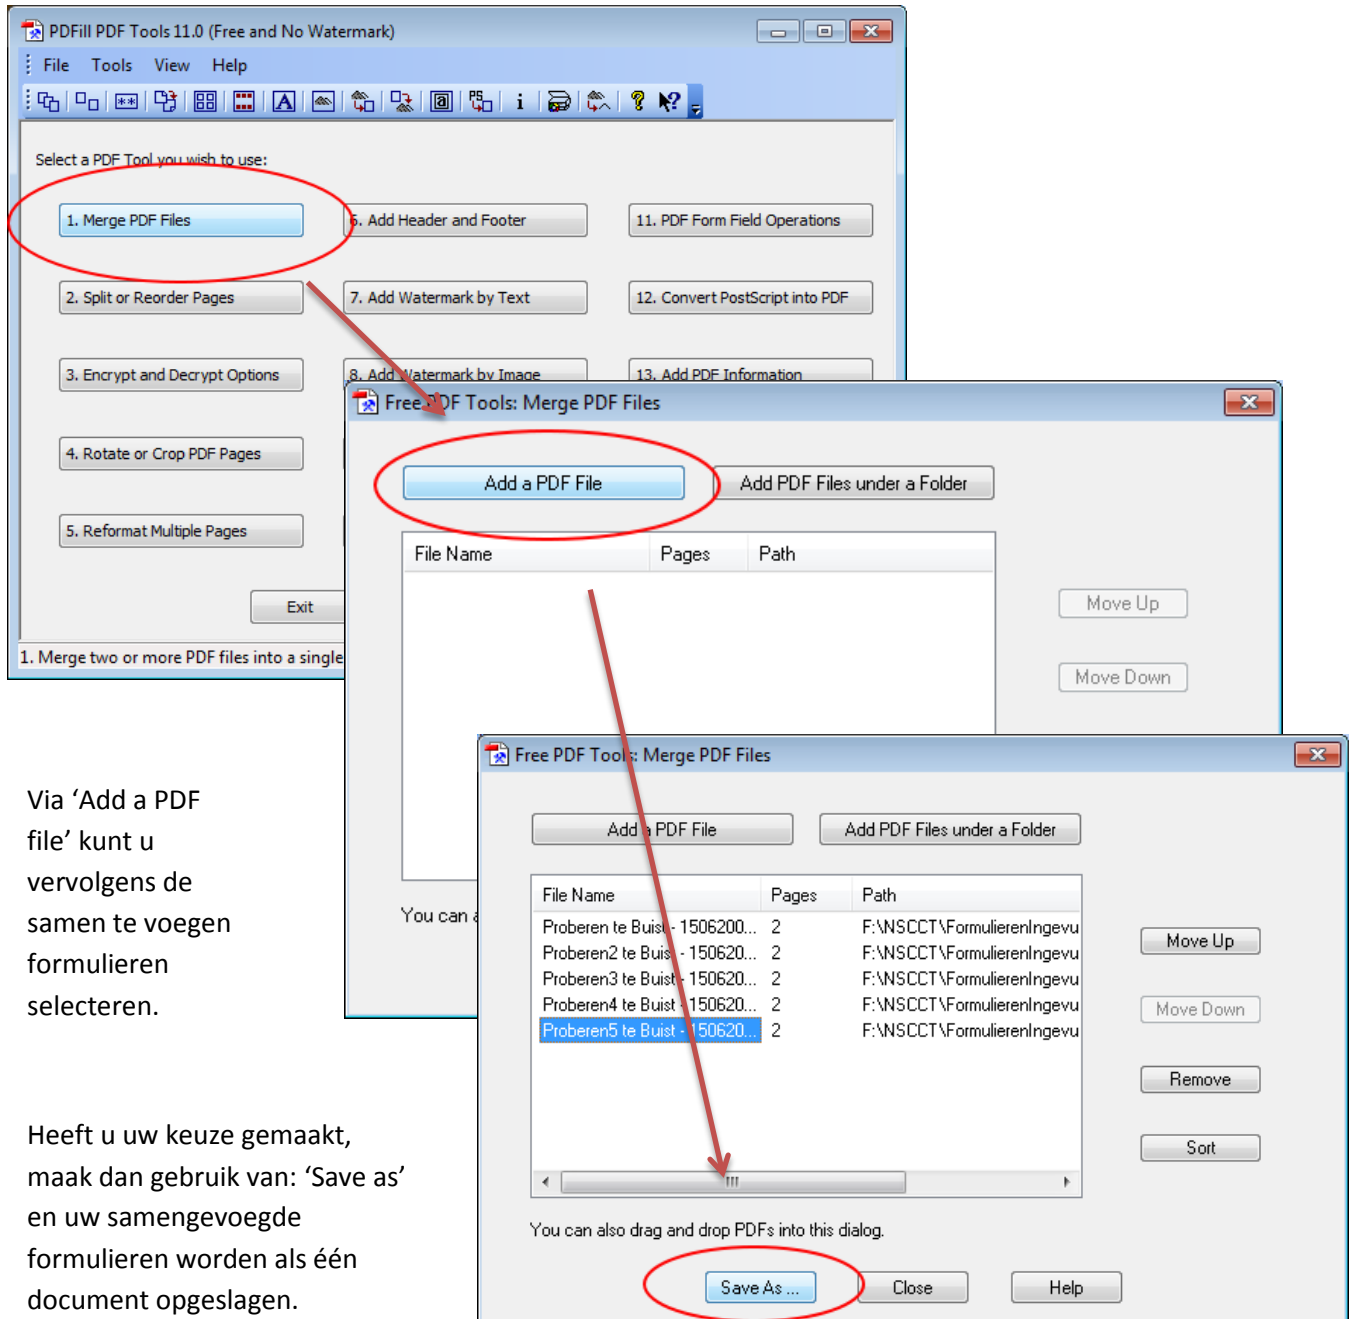 PDFill PDF Tools 11.0 (Free and No Watermark)
File Tools View Help
Select a PDF Tool you wish to use:
1. Merge PDF Files
6. Add Header and Footer
11. PDF Form Field Operations
2. Split or Reorder Pages
7. Add Watermark by Text
12. Convert PostScript into PDF
3. Encrypt and Decrypt Options
8. Add Watermark by Image
13. Add PDF Information
4. Rotate or Crop PDF Pages
5. Reformat Multiple Pages
Exit
1. Merge two or more PDF files into a single
Free PDF Tools: Merge PDF Files
Add a PDF File
Add PDF Files under a Folder
File Name Pages Path
Move Up
Move Down
You can a
Free PDF Tools: Merge PDF Files
Add a PDF File
Add PDF Files under a Folder
File Name Pages Path
Proberen te Buist - 1506200... 2 F:\NSCCT\FormulierenIngevu
Proberen2 te Buist - 150620... 2 F:\NSCCT\FormulierenIngevu
Proberen3 te Buist - 150620... 2 F:\NSCCT\FormulierenIngevu
Proberen4 te Buist - 150620... 2 F:\NSCCT\FormulierenIngevu
Proberen5 te Buist - 150620... 2 F:\NSCCT\FormulierenIngevu
Move Up
Move Down
Remove
Sort
You can also drag and drop PDFs into this dialog.
Save As ...
Close
Help
Via ‘Add a PDF
file’ kunt u
vervolgens de
samen te voegen
formulieren
selecteren.
Heeft u uw keuze gemaakt,
maak dan gebruik van: ‘Save as’
en uw samengevoegde
formulieren worden als één
document opgeslagen.